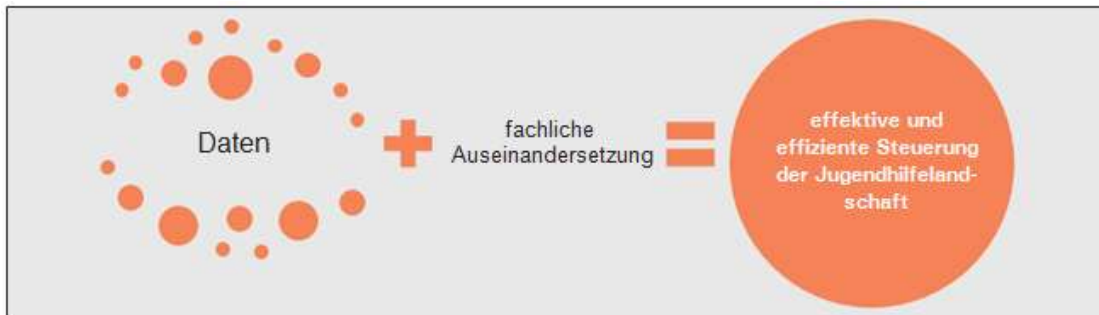 Daten
fachliche
Auseinandersetzung
effektive und
effiziente Steuerung
der Jugendhilfeland-
schaft